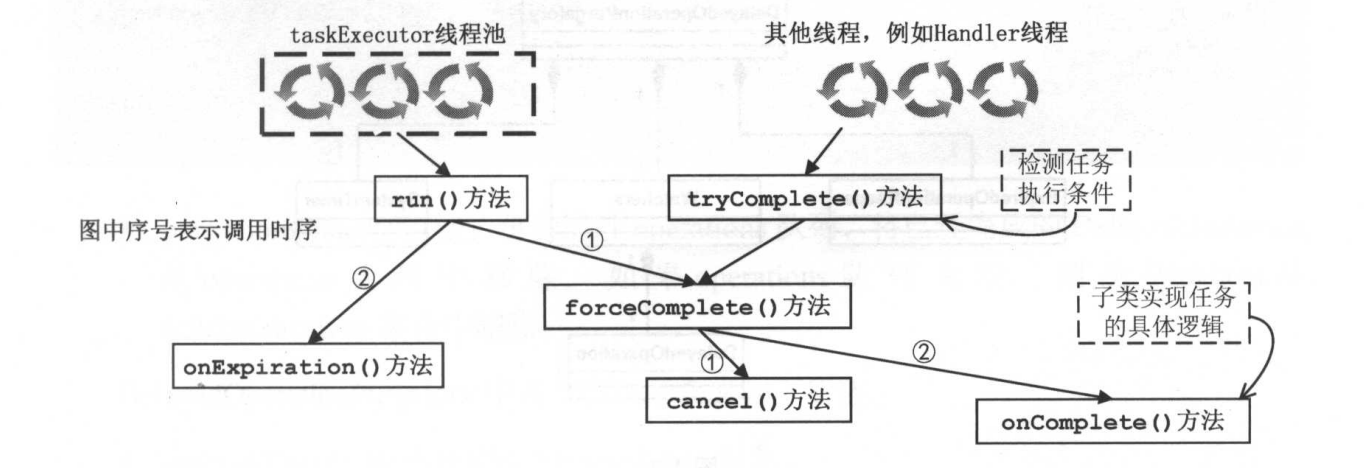 taskExecutor线程池
其他线程，例如Handler线程
检测任务
执行条件
run()方法
tryComplete()方法
图中序号表示调用时序
①
②
forceComplete()方法
子类实现任务
的具体逻辑
onExpiration()方法
①
②
cancel()方法
onComplete()方法